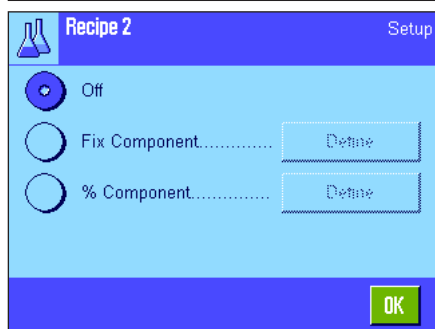 Recipe 2 Setup
Off
Fix Component.............. Define
% Component............... Define
OK